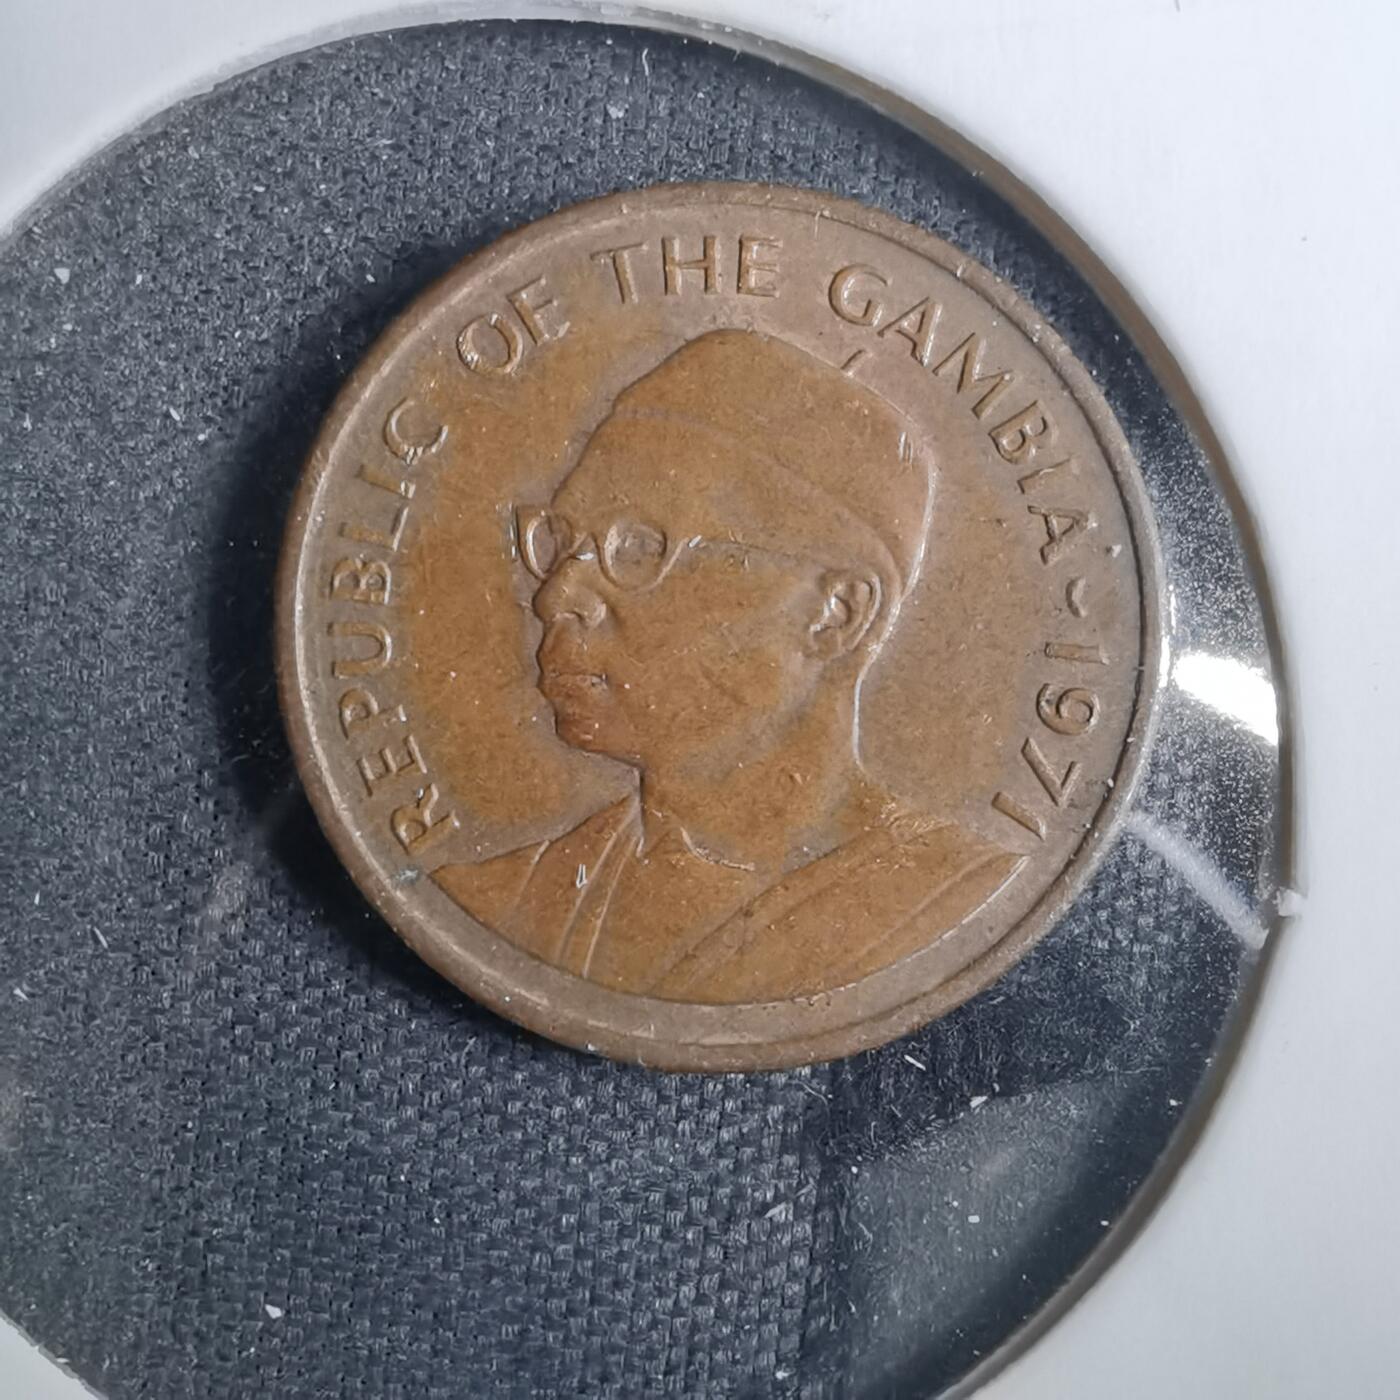 REPUBLIC OF THE GAMBIA ~ 1971